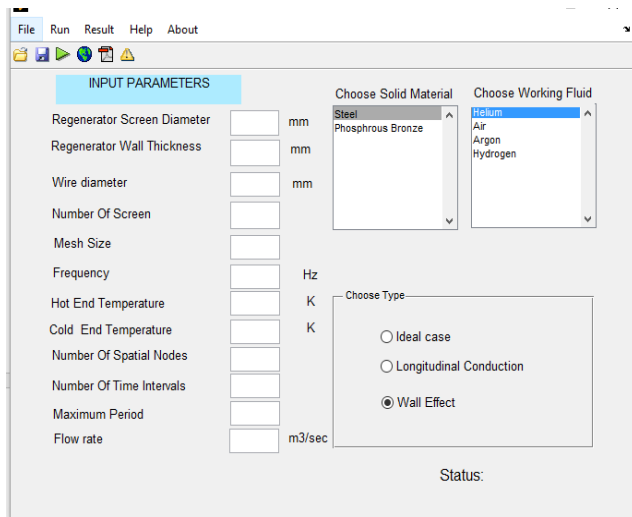 File Run Result Help About
INPUT PARAMETERS
Choose Solid Material
Choose Working Fluid
Steel
Phosphrous Bronze
Helium
Air
Argon
Hydrogen
Regenerator Screen Diameter mm
Regenerator Wall Thickness mm
Wire diameter mm
Number Of Screen
Mesh Size
Frequency Hz
Hot End Temperature K
Cold End Temperature K
Number Of Spatial Nodes
Number Of Time Intervals
Maximum Period
Flow rate m3/sec
Choose Type
Ideal case
Longitudinal Conduction
Wall Effect
Status: